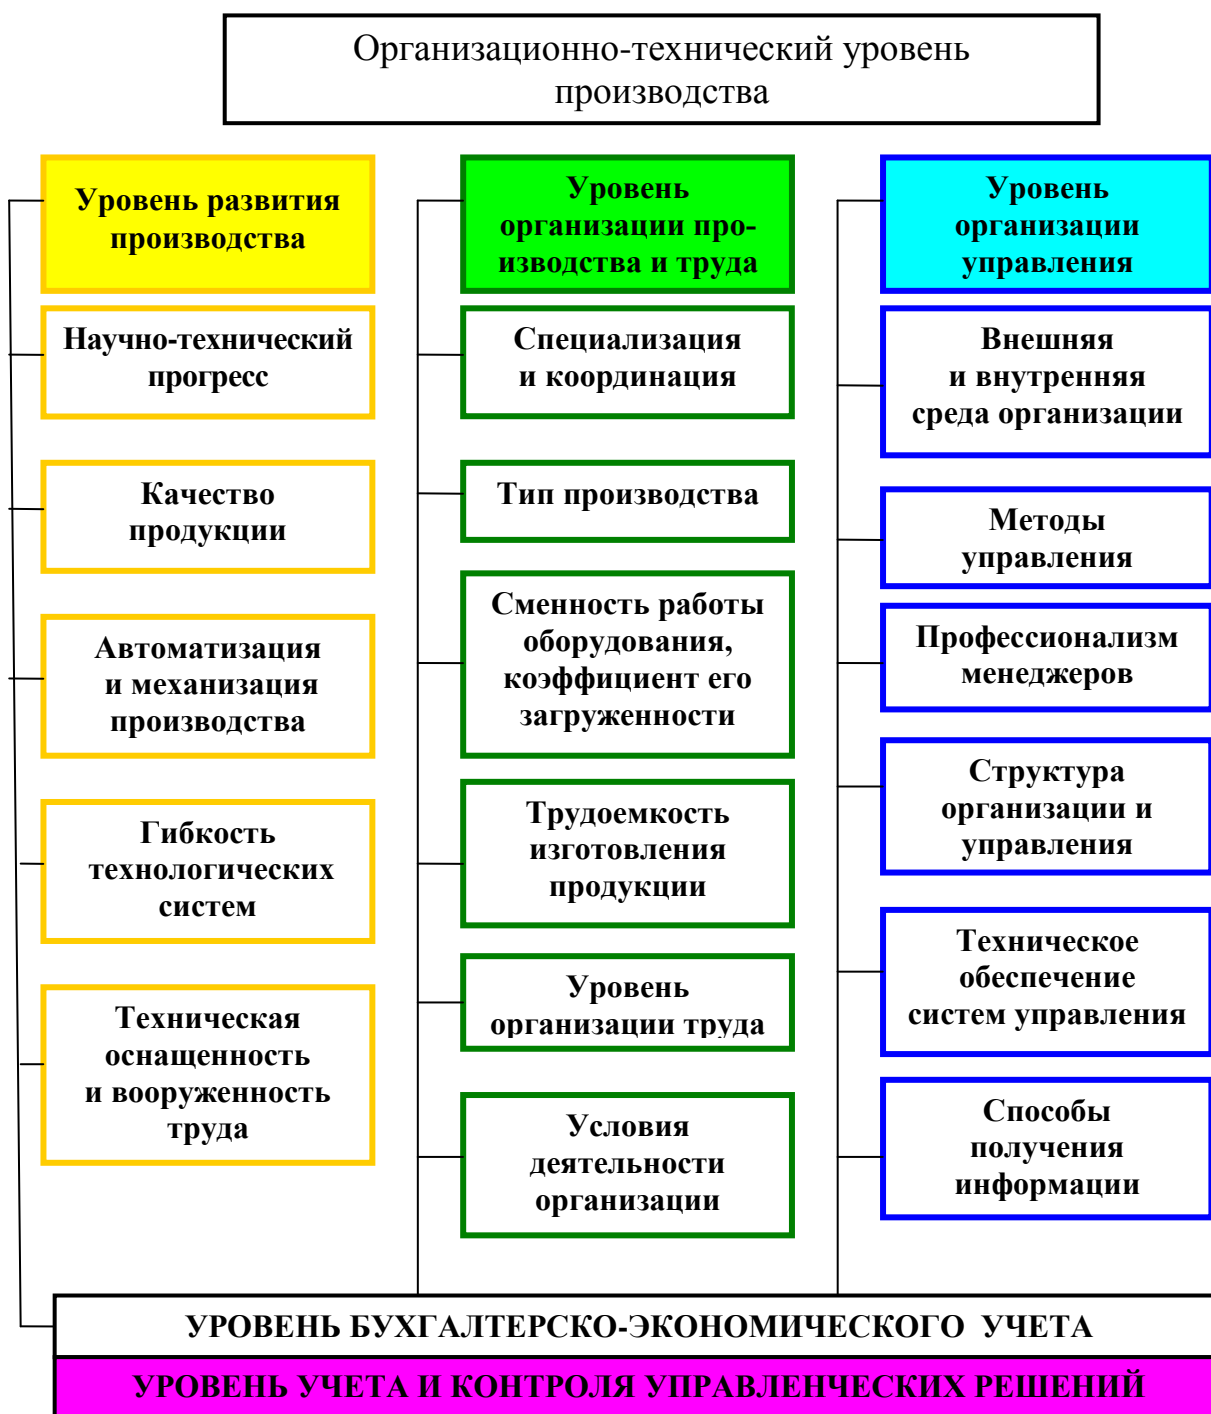 Организационно-технический уровень
производства
Уровень развития
производства
Научно-технический
прогресс
Качество
продукции
Автоматизация
и механизация
производства
Гибкость
технологических
систем
Техническая
оснащенность
и вооруженность
труда
Уровень
организации про-
изводства и труда
Специализация
и координация
Тип производства
Сменность работы
оборудования,
коэффициент его
загруженности
Трудоемкость
изготовления
продукции
Уровень
организации труда
Условия
деятельности
организации
Уровень
организации
управления
Внешняя
и внутренняя
среда организации
Методы
управления
Профессионализм
менеджеров
Структура
организации и
управления
Техническое
обеспечение
систем управления
Способы
получения
информации
УРОВЕНЬ БУХГАЛТЕРСКО-ЭКОНОМИЧЕСКОГО УЧЕТА
УРОВЕНЬ УЧЕТА И КОНТРОЛЯ УПРАВЛЕНЧЕСКИХ РЕШЕНИЙ